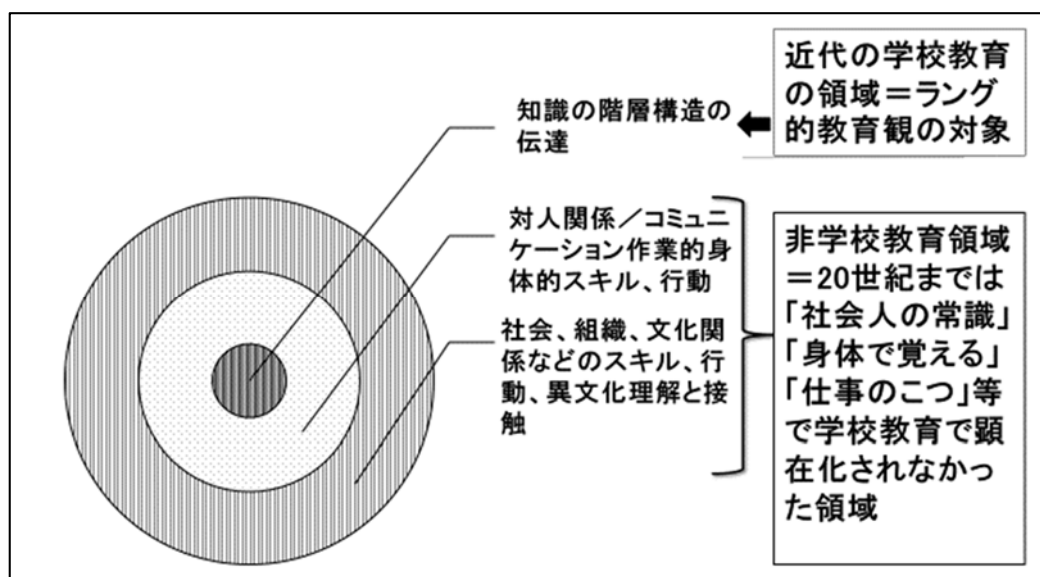 近代の学校教育
の領域＝ラング
的教育観の対象
知識の階層構造の
伝達
対人関係／コミュニ
ケーション作業的身
体的スキル、行動
社会、組織、文化関
係などのスキル、行
動、異文化理解と接
触
非学校教育領域
＝20世紀までは
「社会人の常識」
「身体で覚える」
「仕事のこつ」等
で学校教育で顕
在化されなかっ
た領域